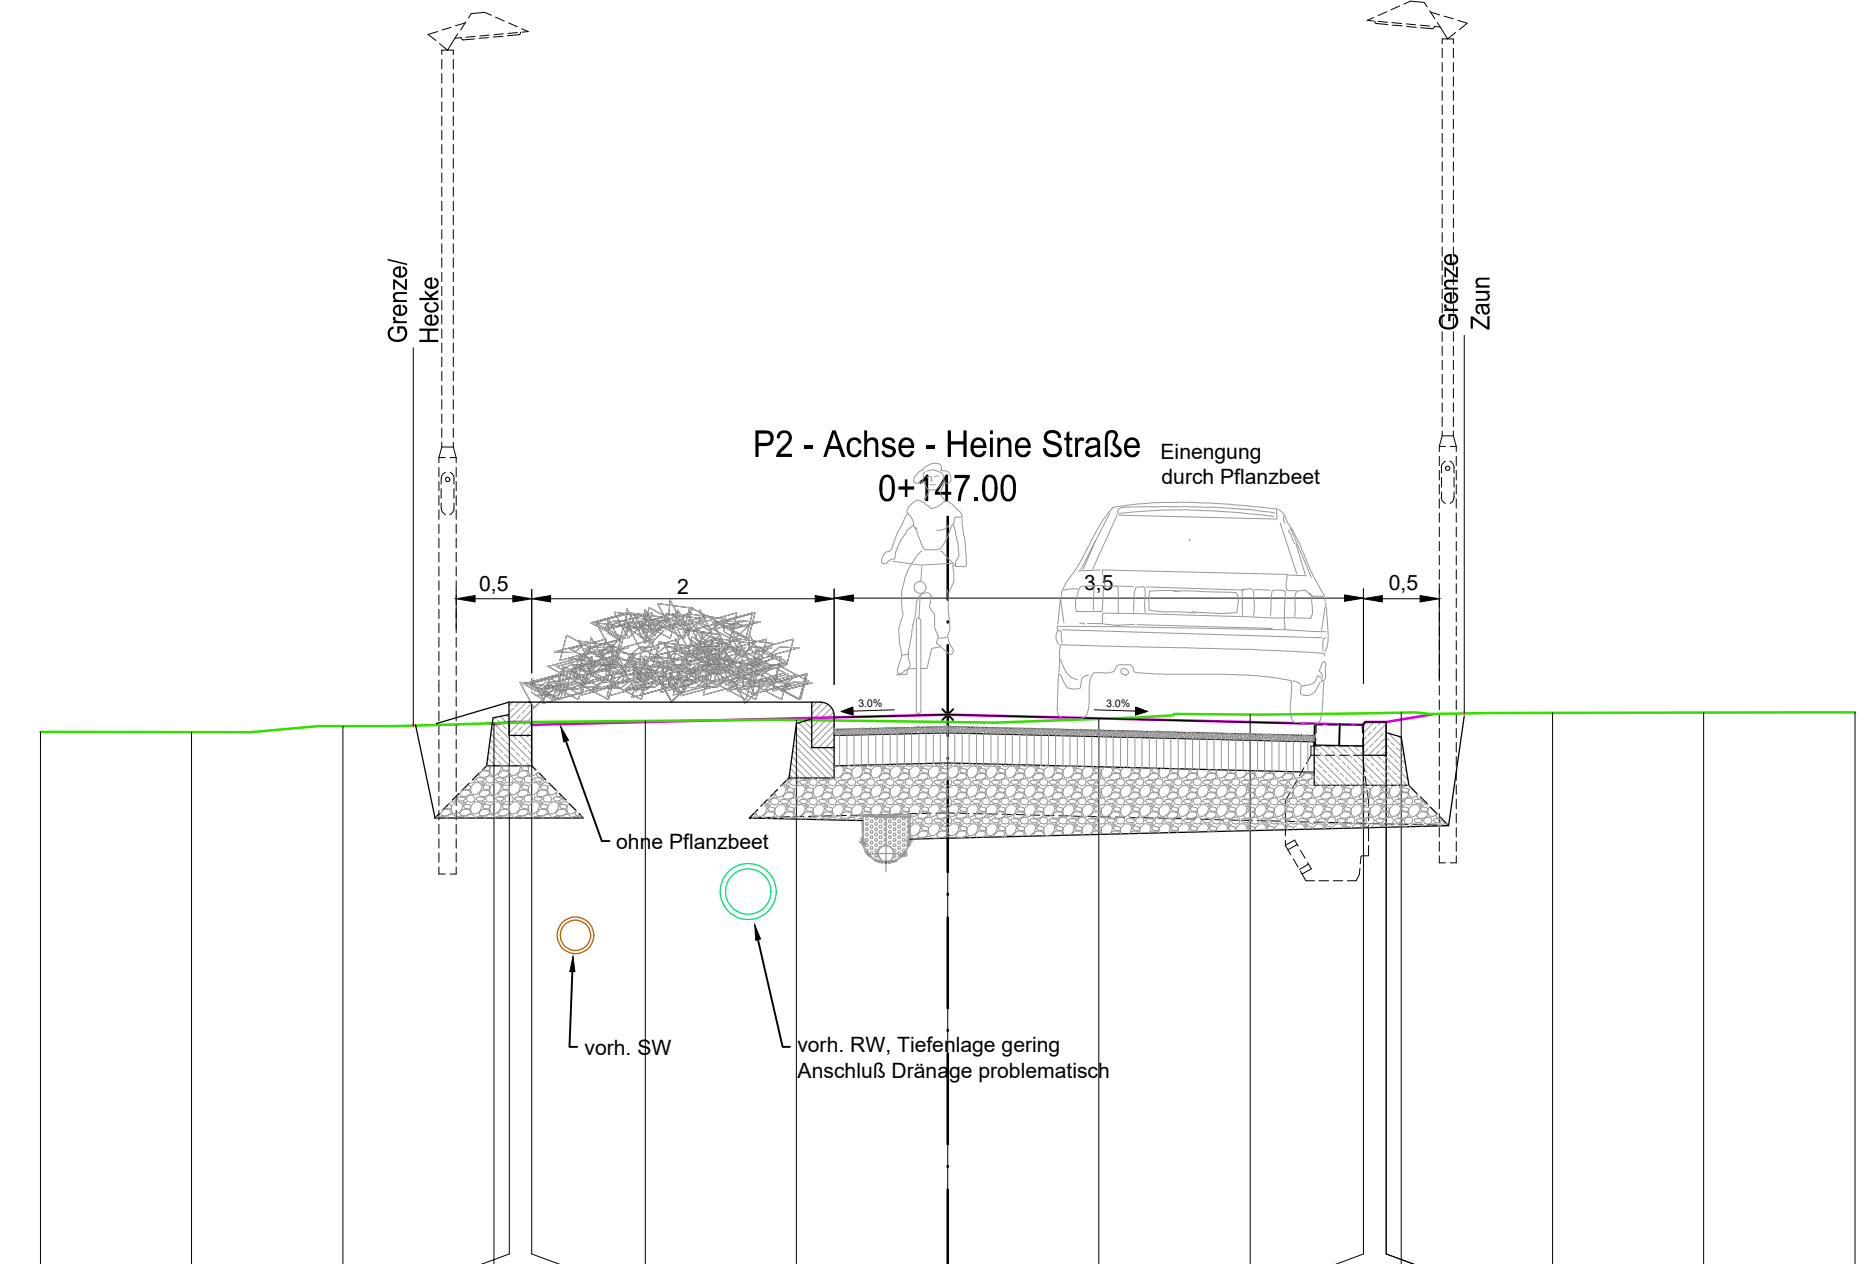 Grenze/
Hecke
Grenze
Zaun
P2 - Achse - Heine Straße
0+147.00
Einengung
durch Pflanzbeet
0,5
2
3,5
0,5
3.0%
3.0%
ohne Pflanzbeet
vorh. SW
vorh. RW, Tiefenlage gering
Anschluß Dränage problematisch